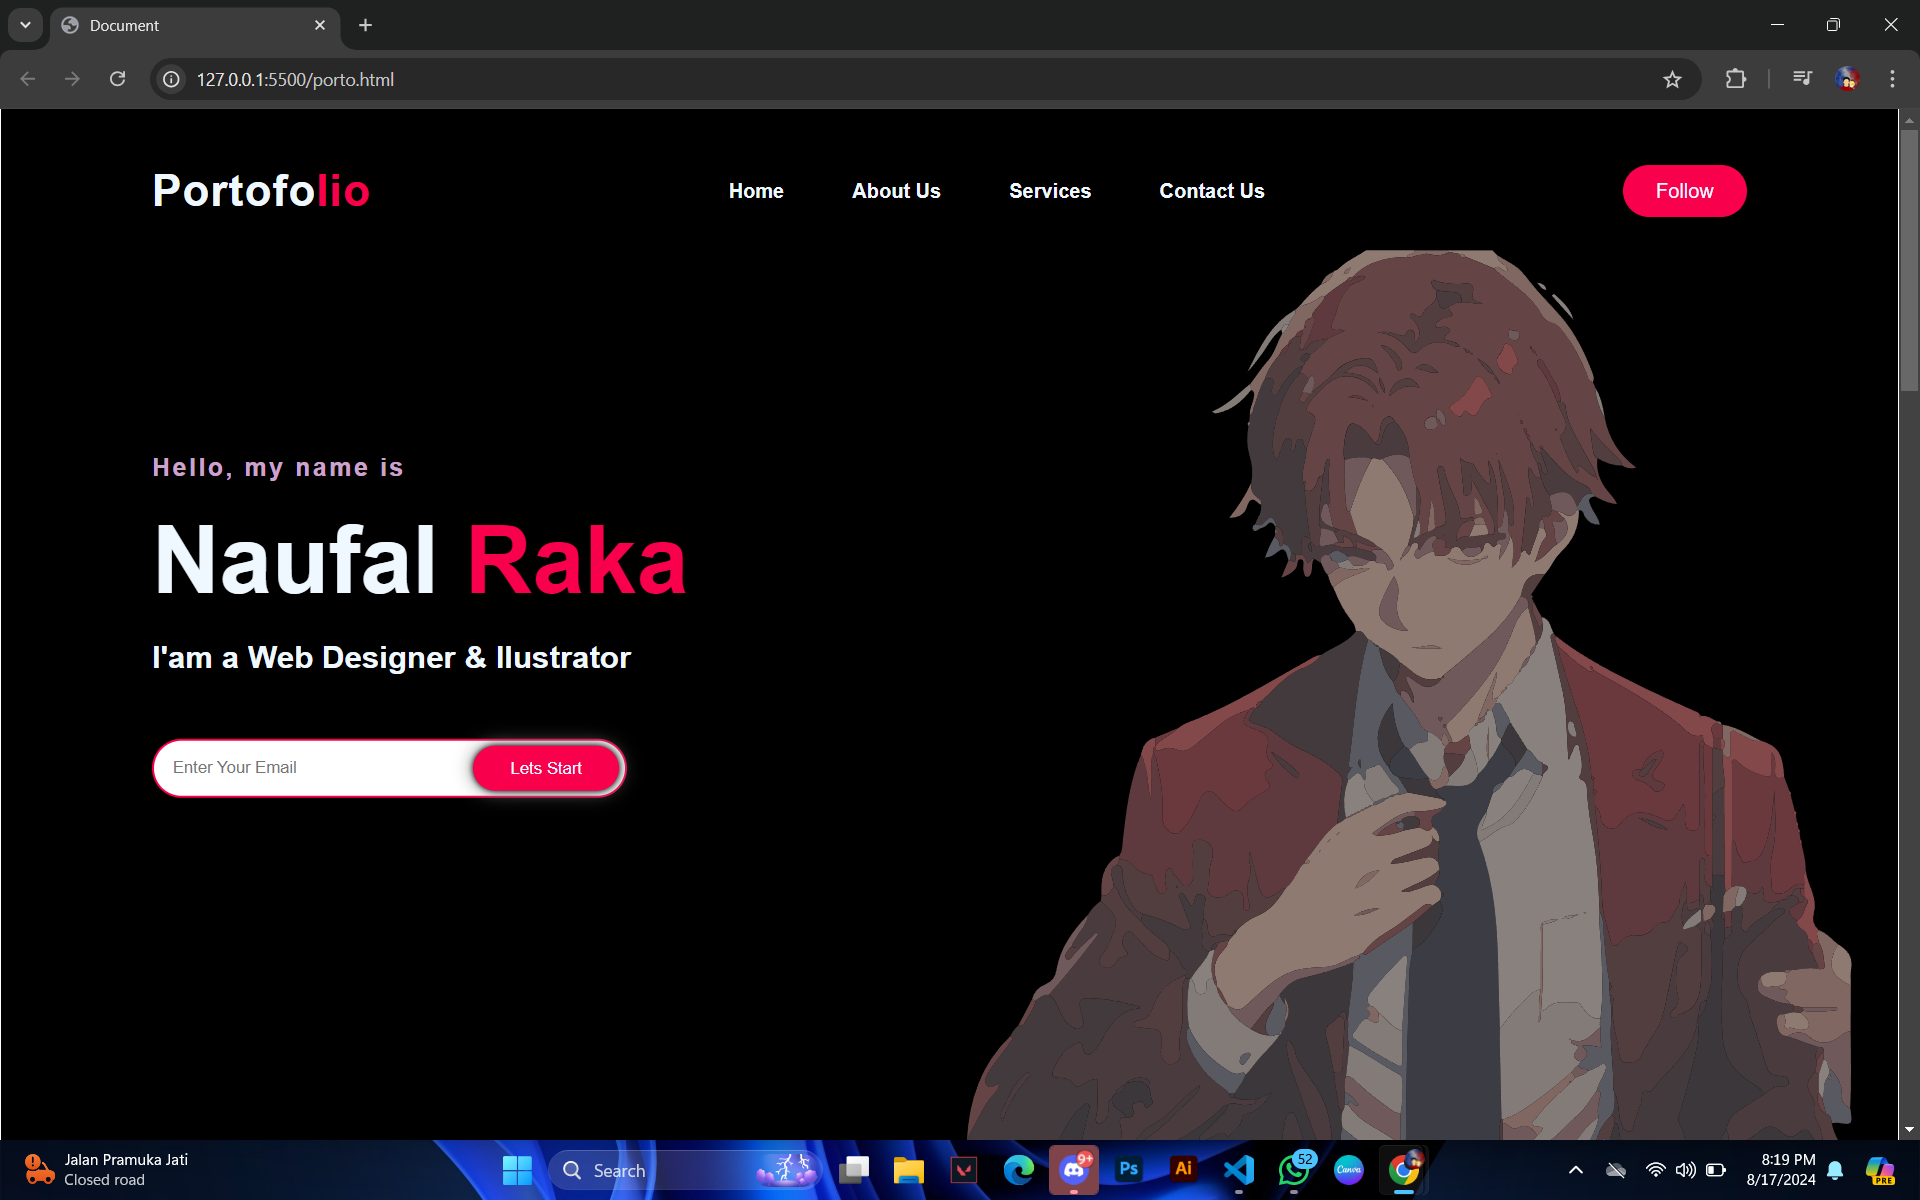 Document
127.0.0.1:5500/porto.html
Portofolio
Home
About Us
Services
Contact Us
Follow
Hello, my name is
Naufal Raka
I'am a Web Designer & Ilustrator
Enter Your Email
Lets Start
Jalan Pramuka Jati
Closed road
Search
9+
Ps
Ai
52
Canva
PRE
8:19 PM
8/17/2024